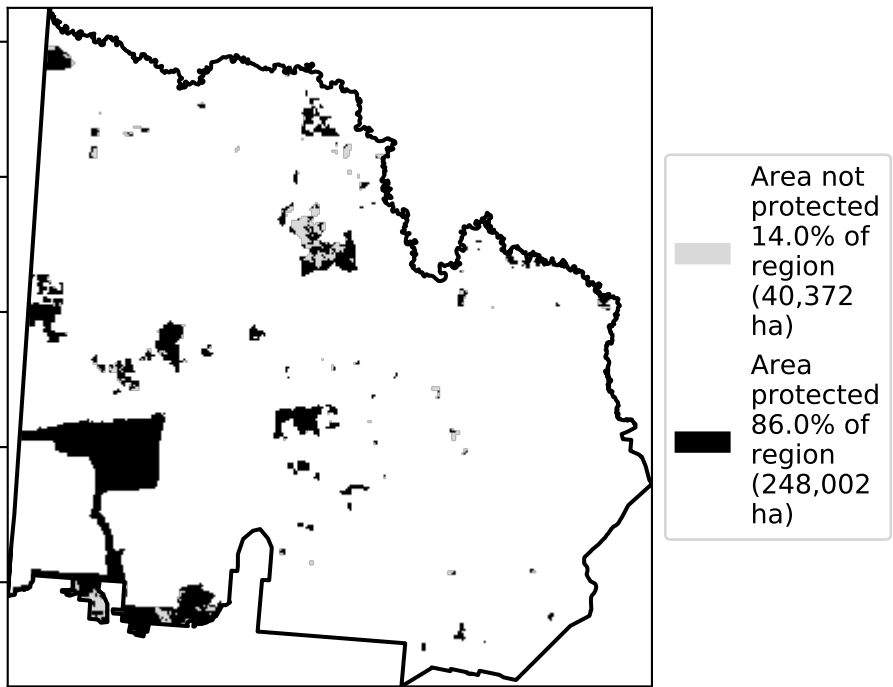 Area not
protected
14.0% of
region
(40,372
ha)
Area
protected
86.0% of
region
(248,002
ha)